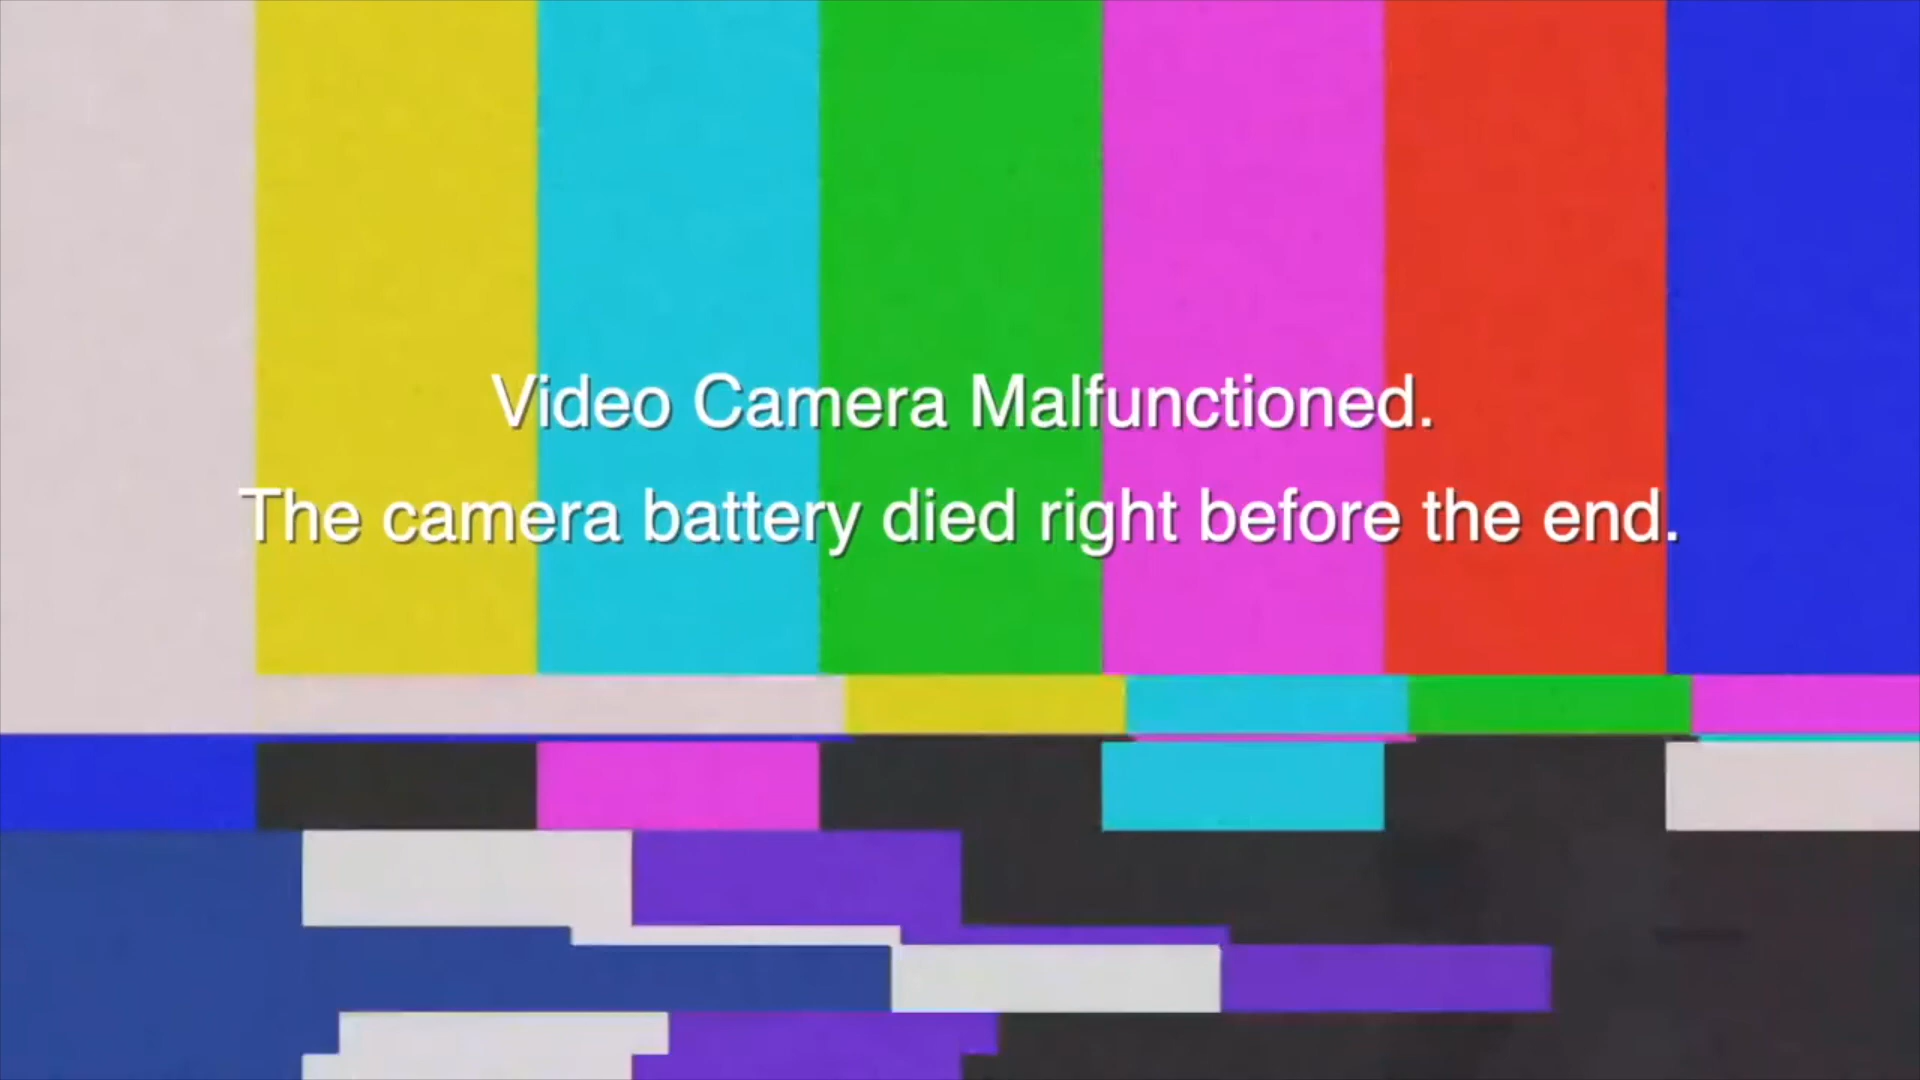 Video Camera Malfunctioned.
The camera battery died right before the end.